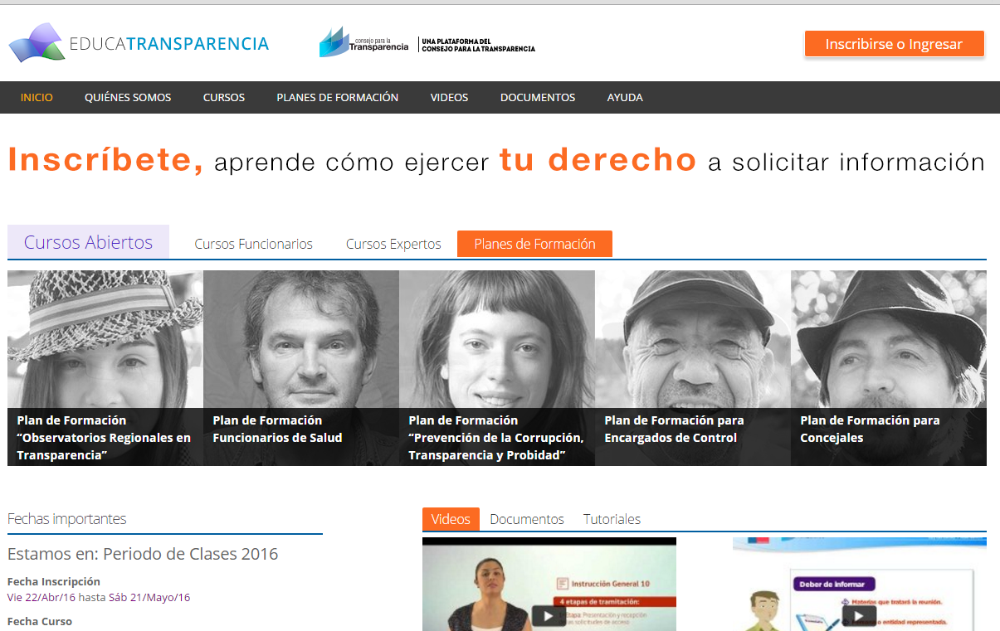 EDUCATRANSPARENCIA
consejo para la
Transparencia
UNA PLATAFORMA DEL
CONSEJO PARA LA TRANSPARENCIA
Inscribirse o Ingresar
INICIO QUIÉNES SOMOS CURSOS PLANES DE FORMACIÓN VIDEOS DOCUMENTOS AYUDA
Inscríbete, aprende cómo ejercer tu derecho a solicitar información
Cursos Abiertos Cursos Funcionarios Cursos Expertos Planes de Formación
Plan de Formación
“Observatorios Regionales en
Transparencia”
Plan de Formación
Funcionarios de Salud
Plan de Formación
“Prevención de la Corrupción,
Transparencia y Probidad”
Plan de Formación para
Encargados de Control
Plan de Formación para
Concejales
Fechas importantes
Estamos en: Periodo de Clases 2016
Fecha Inscripción
Vie 22/Abr/16 hasta Sáb 21/Mayo/16
Fecha Curso
Videos Documentos Tutoriales
Instrucción General 10
4 etapas de tramitación:
Etapa: Presentación y recepción
las solicitudes de acceso
Deber de Informar
Materias que tratará la reunión.
o entidad representada.